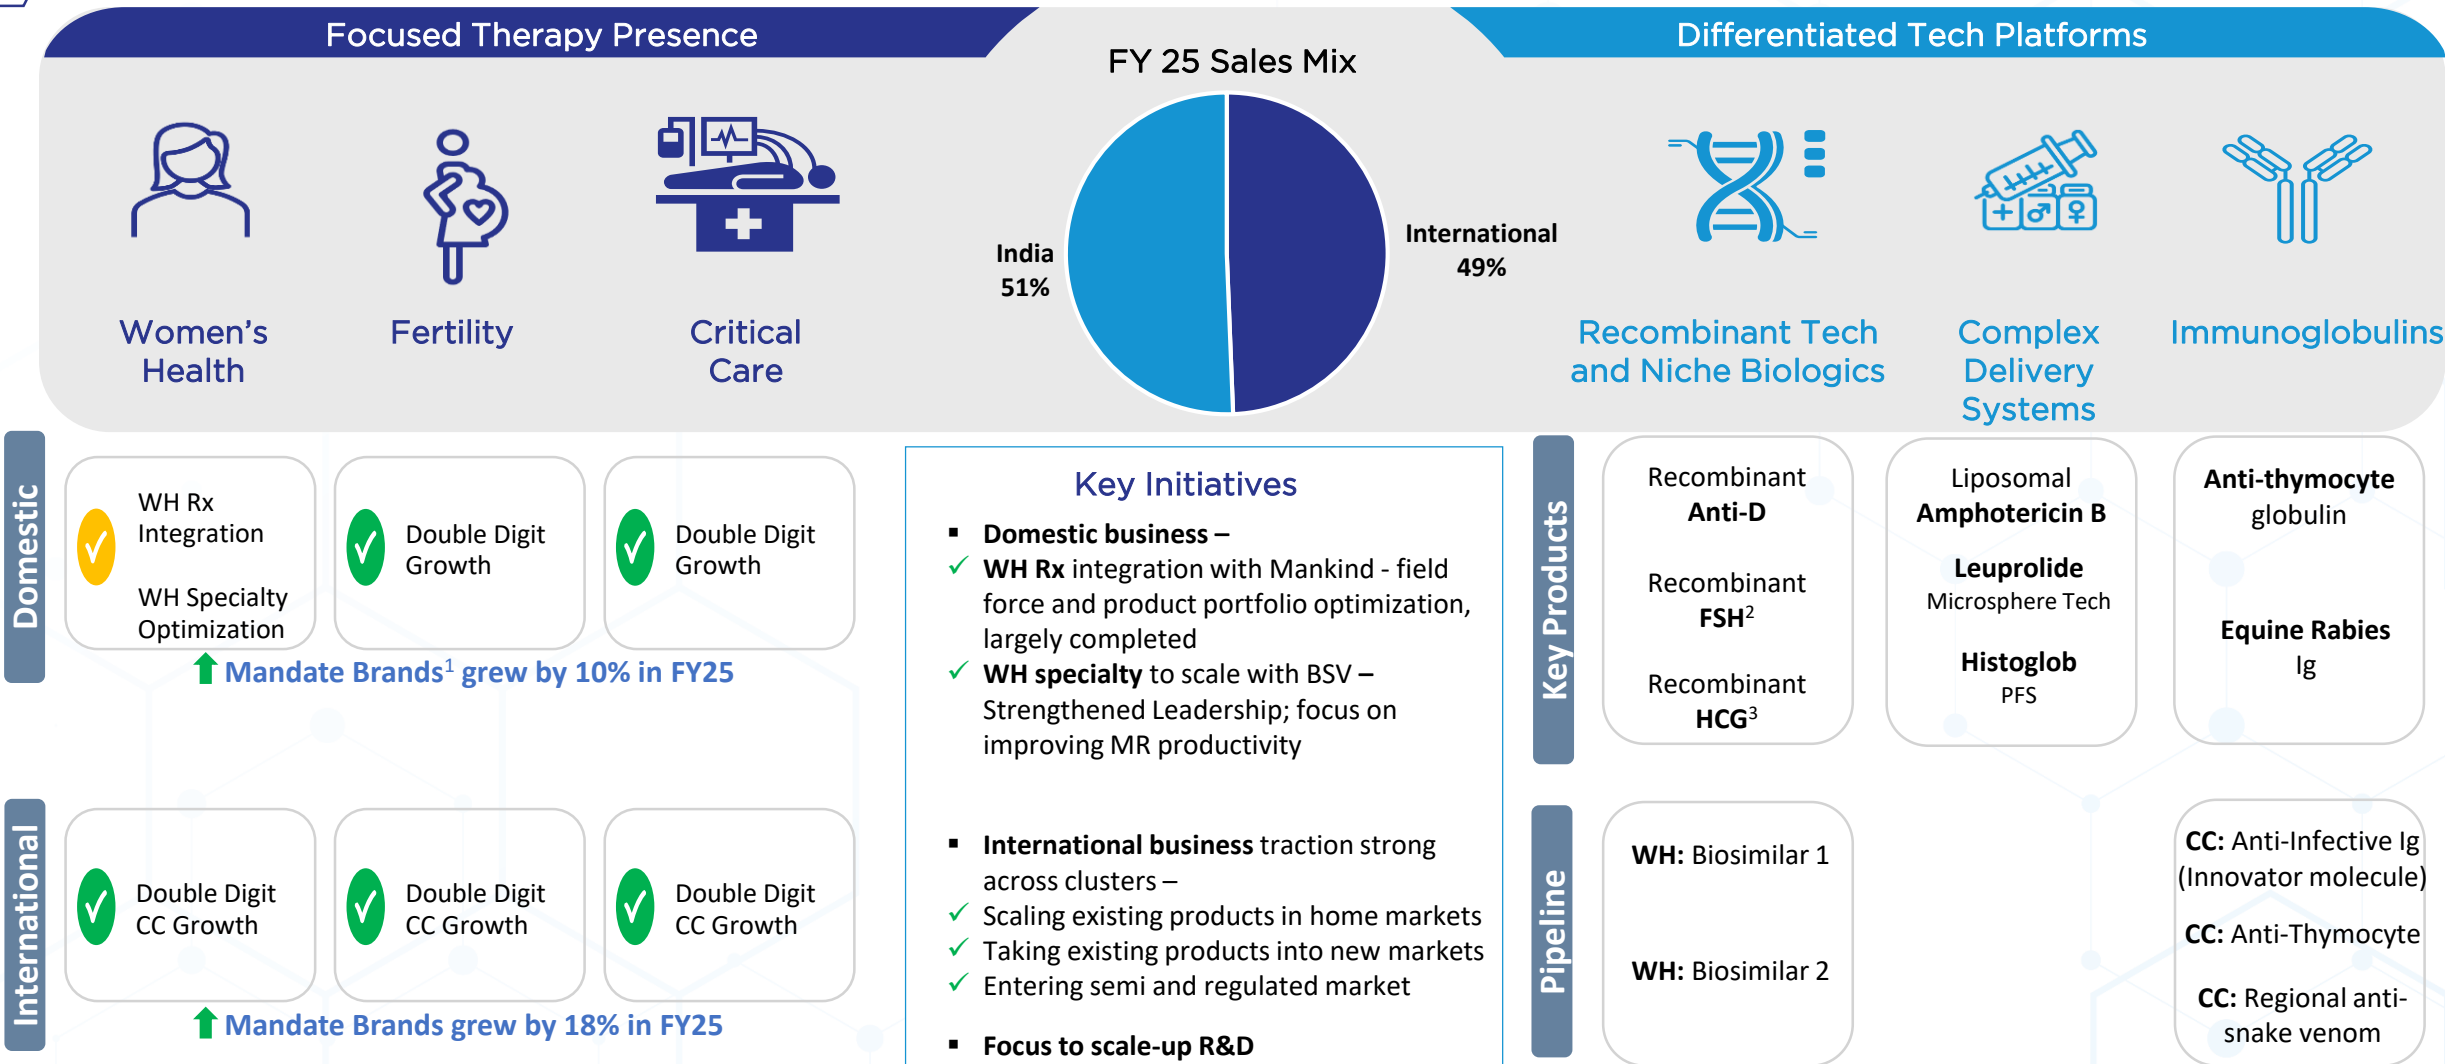 Focused Therapy Presence
FY 25 Sales Mix
Differentiated Tech Platforms
India
51%
International
49%
Women's
Health
Fertility
Critical
Care
Recombinant Tech
and Niche Biologics
Complex
Delivery
Systems
Immunoglobulins
Domestic
WH Rx
Integration
WH Specialty
Optimization
Double Digit
Growth
Double Digit
Growth
Mandate Brands1 grew by 10% in FY25
International
Double Digit
CC Growth
Double Digit
CC Growth
Double Digit
CC Growth
Mandate Brands grew by 18% in FY25
Key Initiatives
▪ Domestic business –
✓ WH Rx integration with Mankind - field
force and product portfolio optimization,
largely completed
✓ WH specialty to scale with BSV –
Strengthened Leadership; focus on
improving MR productivity
▪ International business traction strong
across clusters –
✓ Scaling existing products in home markets
✓ Taking existing products into new markets
✓ Entering semi and regulated market
▪ Focus to scale-up R&D
Key Products
Recombinant
Anti-D
Recombinant
FSH2
Recombinant
HCG3
Liposomal
Amphotericin B
Leuprolide
Microsphere Tech
Histoglob
PFS
Anti-thymocyte
globulin
Equine Rabies
Ig
Pipeline
WH: Biosimilar 1
WH: Biosimilar 2
CC: Anti-Infective Ig
(Innovator molecule)
CC: Anti-Thymocyte
CC: Regional anti-
snake venom